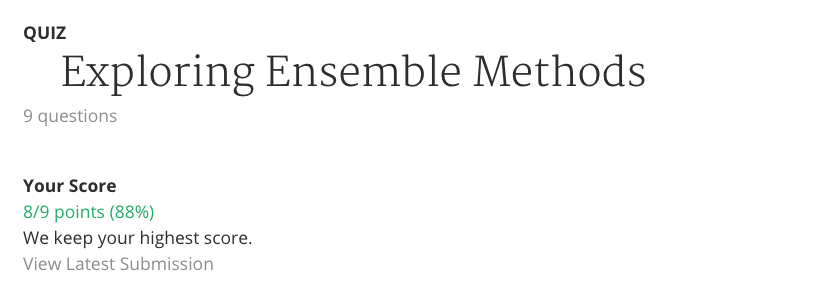 QUIZ
Exploring Ensemble Methods
9 questions
Your Score
8/9 points (88%)
We keep your highest score.
View Latest Submission